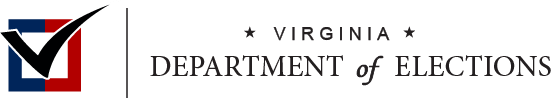 ★ VIRGINIA ★
DEPARTMENT of ELECTIONS